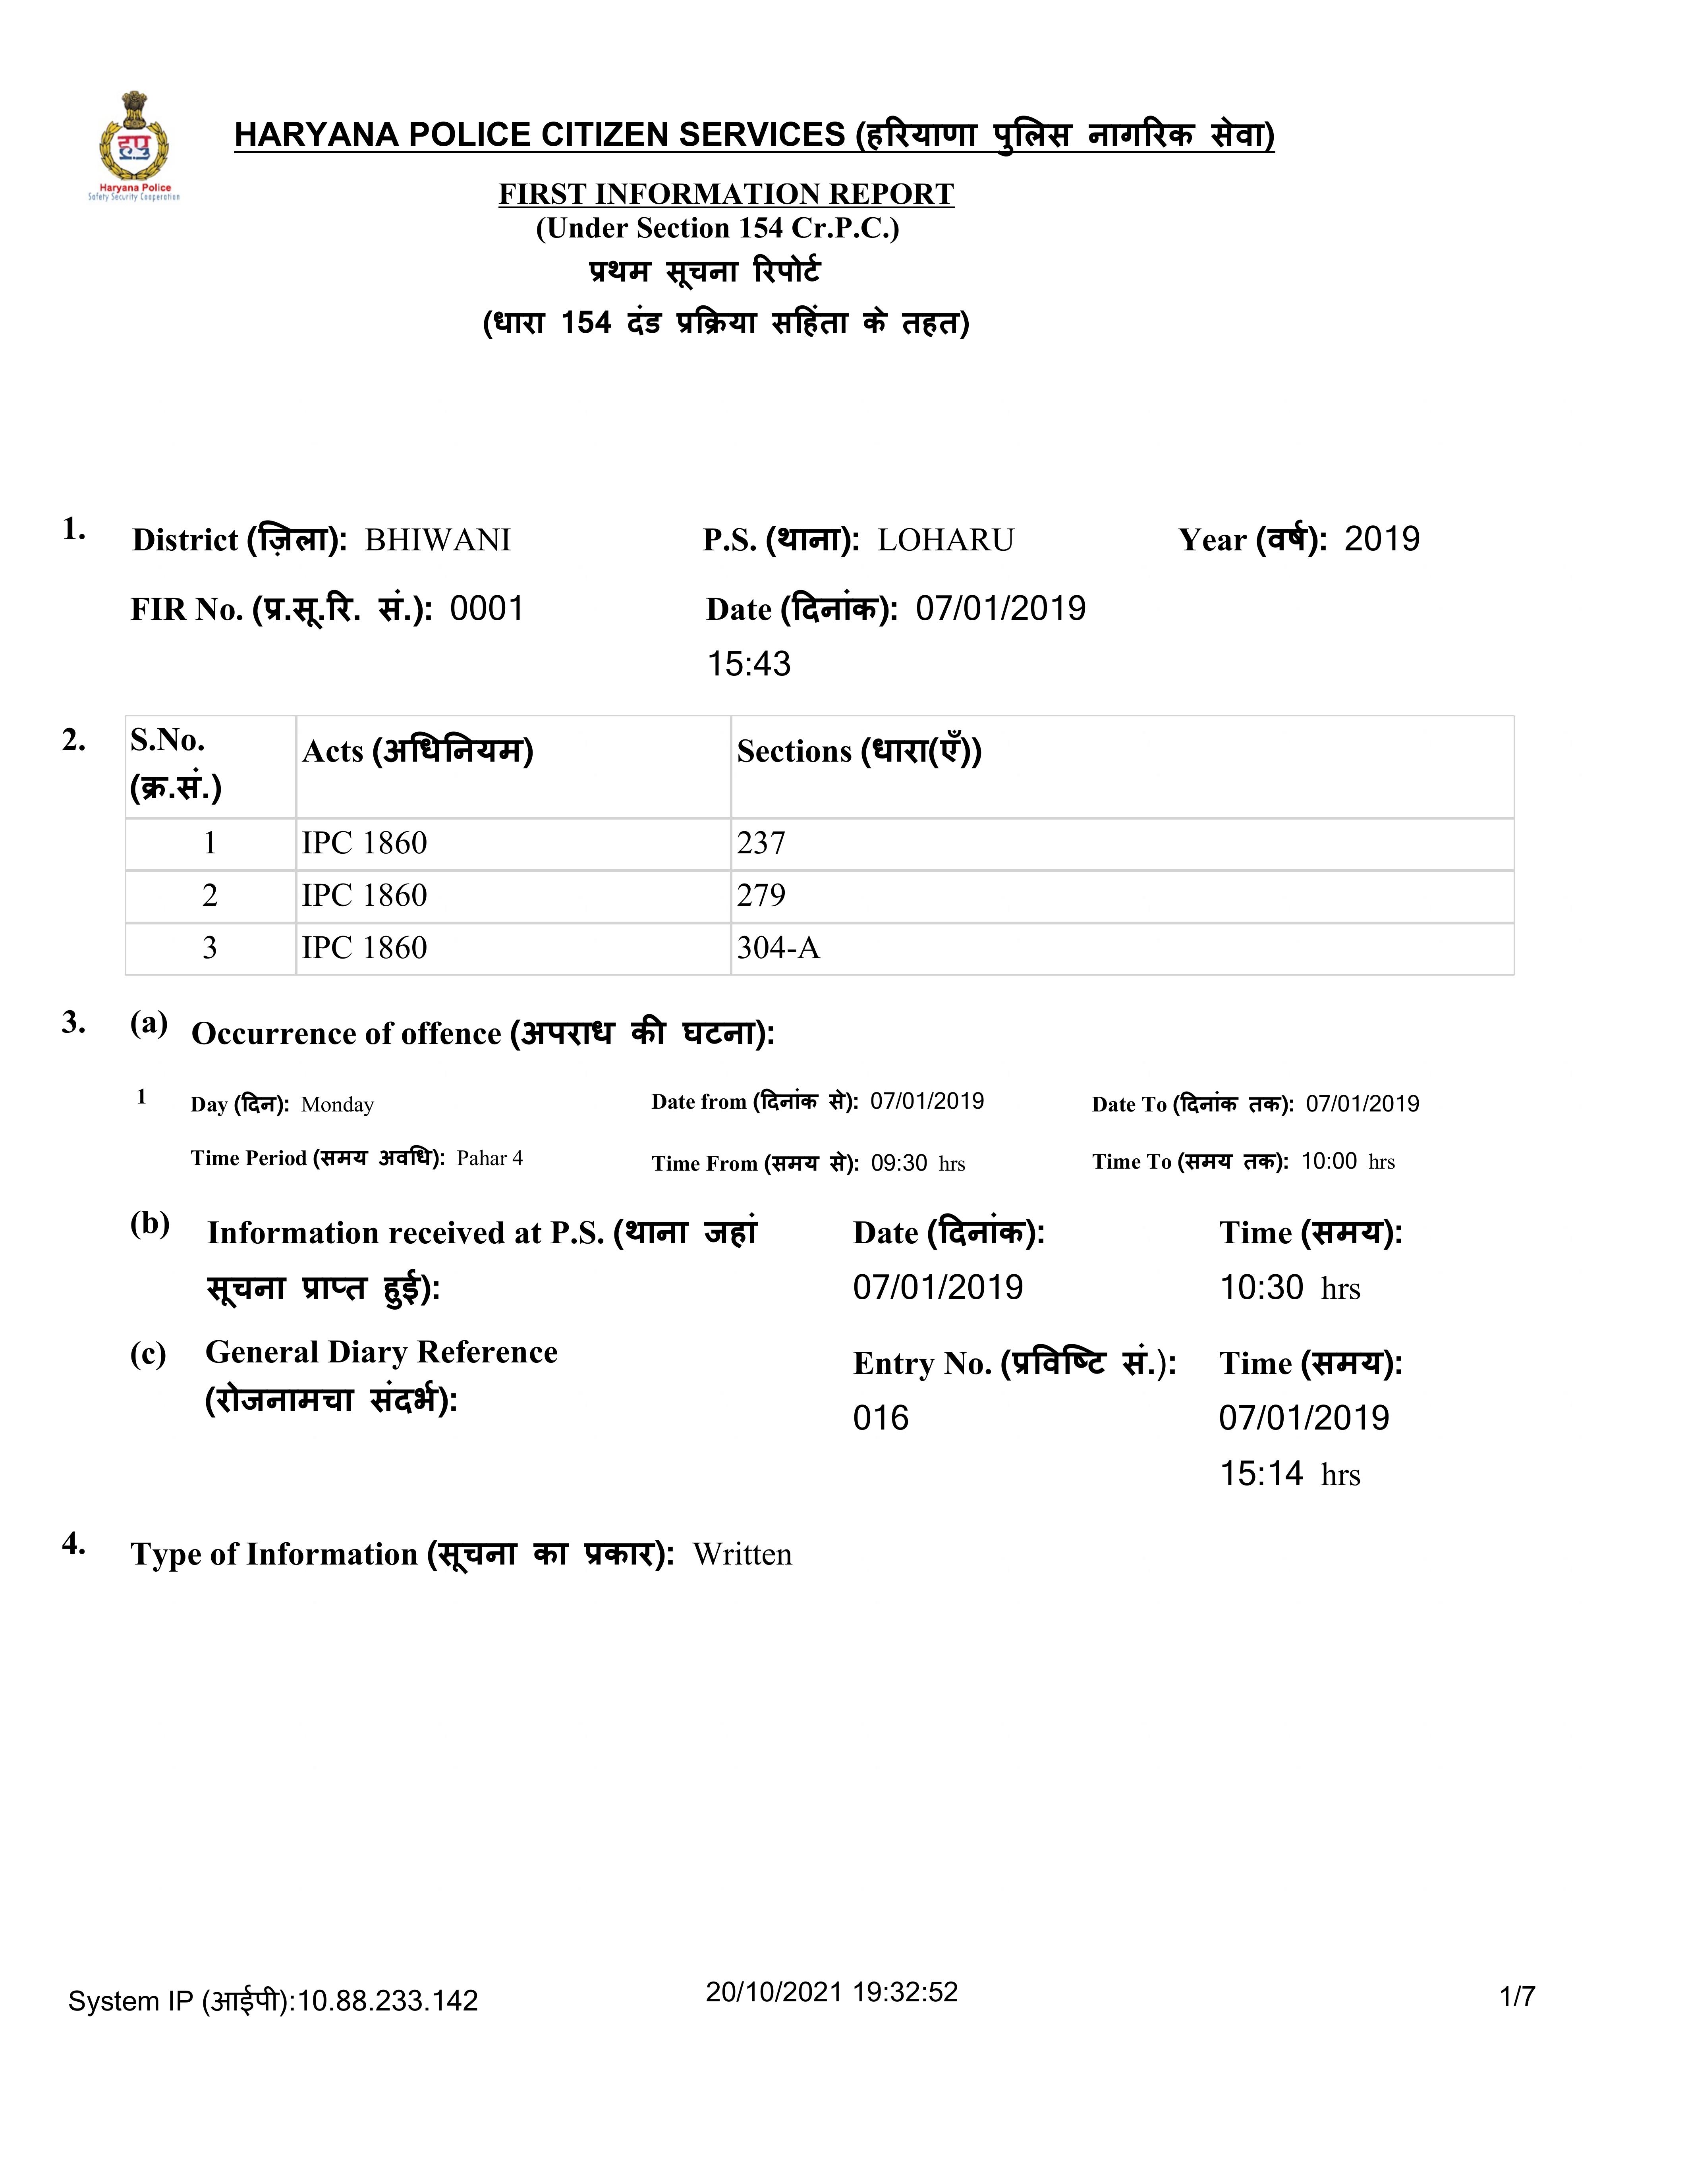 हपु
Haryana Police
Safety Security Cooperation
HARYANA POLICE CITIZEN SERVICES (हरियाणा पुलिस नागरिक सेवा)
FIRST INFORMATION REPORT
(Under Section 154 Cr.P.C.)
प्रथम सूचना रिपोर्ट
(धारा 154 दंड प्रक्रिया सहिंता के तहत)
1. District (ज़िला): BHIWANI P.S. (थाना): LOHARU Year (वर्ष): 2019
FIR No. (प्र.सू.रि. सं.): 0001 Date (दिनांक): 07/01/2019
15:43
2. S.No. Acts (अधिनियम) Sections (धारा(एँ))
(क्र.सं.)
1 IPC 1860 237
2 IPC 1860 279
3 IPC 1860 304-A
3. (a) Occurrence of offence (अपराध की घटना):
1 Day (दिन): Monday Date from (दिनांक से): 07/01/2019 Date To (दिनांक तक): 07/01/2019
Time Period (समय अवधि): Pahar 4 Time From (समय से): 09:30 hrs Time To (समय तक): 10:00 hrs
(b) Information received at P.S. (थाना जहां Date (दिनांक): Time (समय):
सूचना प्राप्त हुई): 07/01/2019 10:30 hrs
(c) General Diary Reference Entry No. (प्रविष्टि सं.): Time (समय):
(रोजनामचा संदर्भ): 016 07/01/2019
15:14 hrs
4. Type of Information (सूचना का प्रकार): Written
System IP (आईपी):10.88.233.142 20/10/2021 19:32:52 1/7